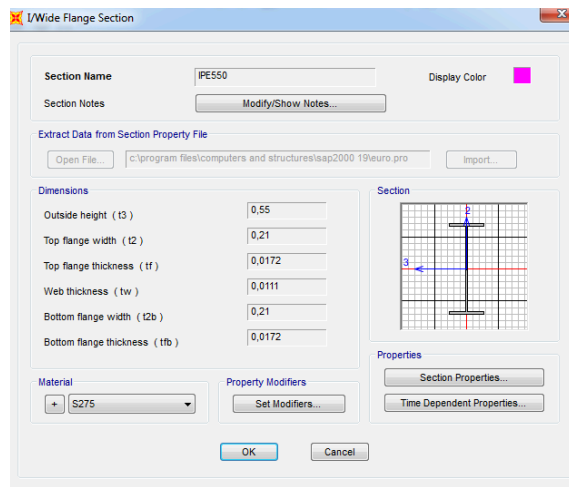 I/Wide Flange Section
Section Name IPE550 Display Color
Section Notes Modify/Show Notes...
Extract Data from Section Property File
Open File... c:\program files\computers and structures\sap2000 19\euro.pro Import...
Dimensions
Outside height ( t3 ) 0,55
Top flange width ( t2 ) 0,21
Top flange thickness ( tf ) 0,0172
Web thickness ( tw ) 0,0111
Bottom flange width ( t2b ) 0,21
Bottom flange thickness ( tfb ) 0,0172
Section
2
3
Material
+ S275
Property Modifiers
Set Modifiers...
Properties
Section Properties...
Time Dependent Properties...
OK Cancel